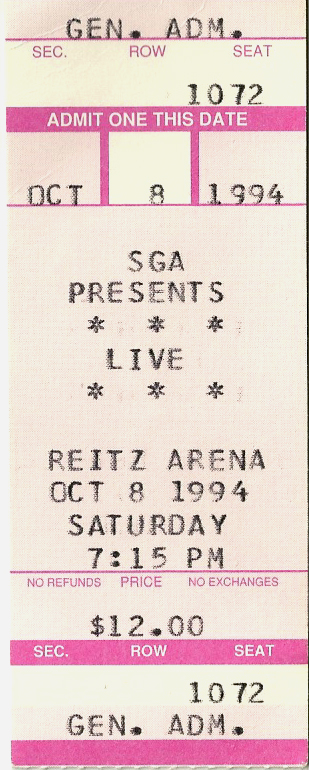 GEN. ADM.
SEC. ROW SEAT
1072
ADMIT ONE THIS DATE
OCT 8 1994
SGA
PRESENTS
* * *
LIVE
* * *
REITZ ARENA
OCT 8 1994
SATURDAY
7:15 PM
NO REFUNDS PRICE NO EXCHANGES
$12.00
SEC. ROW SEAT
1072
GEN. ADM.